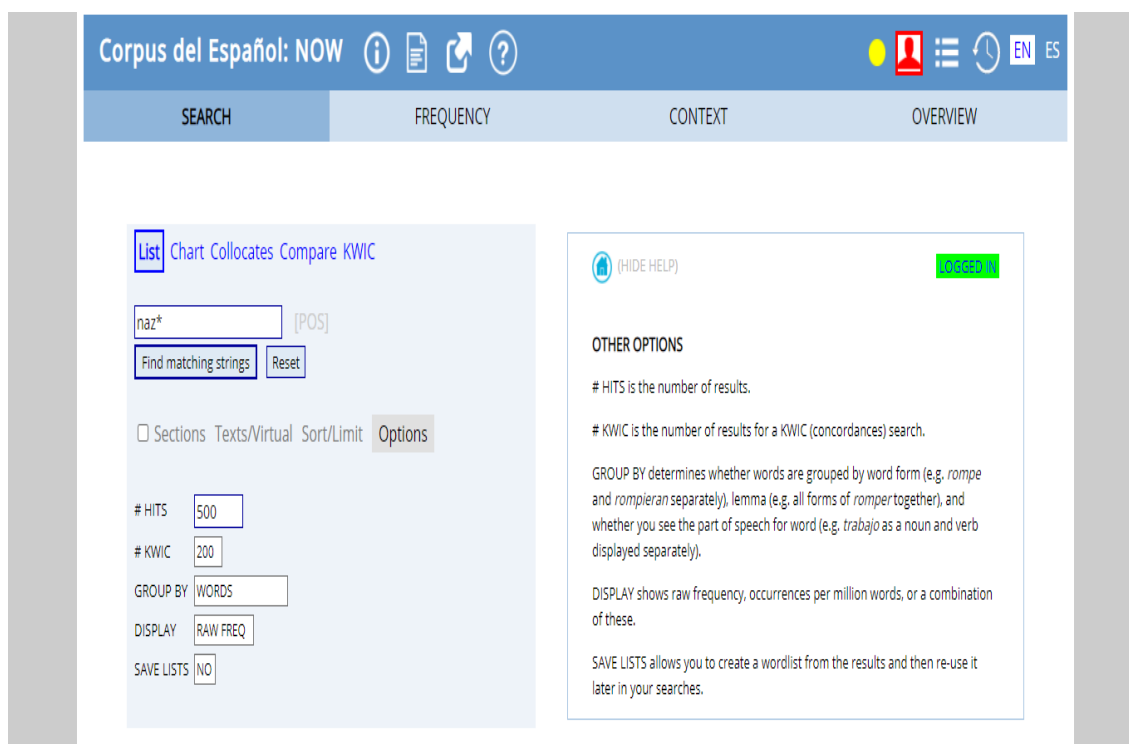 Corpus del Español: NOW
EN ES
SEARCH FREQUENCY CONTEXT OVERVIEW
List Chart Collocates Compare KWIC
naz* [POS]
Find matching strings Reset
Sections Texts/Virtual Sort/Limit Options
# HITS 500
# KWIC 200
GROUP BY WORDS
DISPLAY RAW FREQ
SAVE LISTS NO
(HIDE HELP) LOGGED IN
OTHER OPTIONS
# HITS is the number of results.
# KWIC is the number of results for a KWIC (concordances) search.
GROUP BY determines whether words are grouped by word form (e.g. rompe
and rompieran separately), lemma (e.g. all forms of romper together), and
whether you see the part of speech for word (e.g. trabajo as a noun and verb
displayed separately).
DISPLAY shows raw frequency, occurrences per million words, or a combination
of these.
SAVE LISTS allows you to create a wordlist from the results and then re-use it
later in your searches.